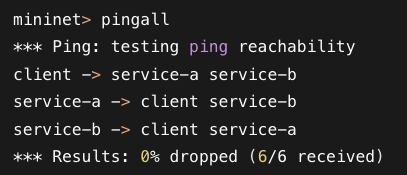 mininet> pingall
*** Ping: testing ping reachability
client -> service-a service-b
service-a -> client service-b
service-b -> client service-a
*** Results: 0% dropped (6/6 received)